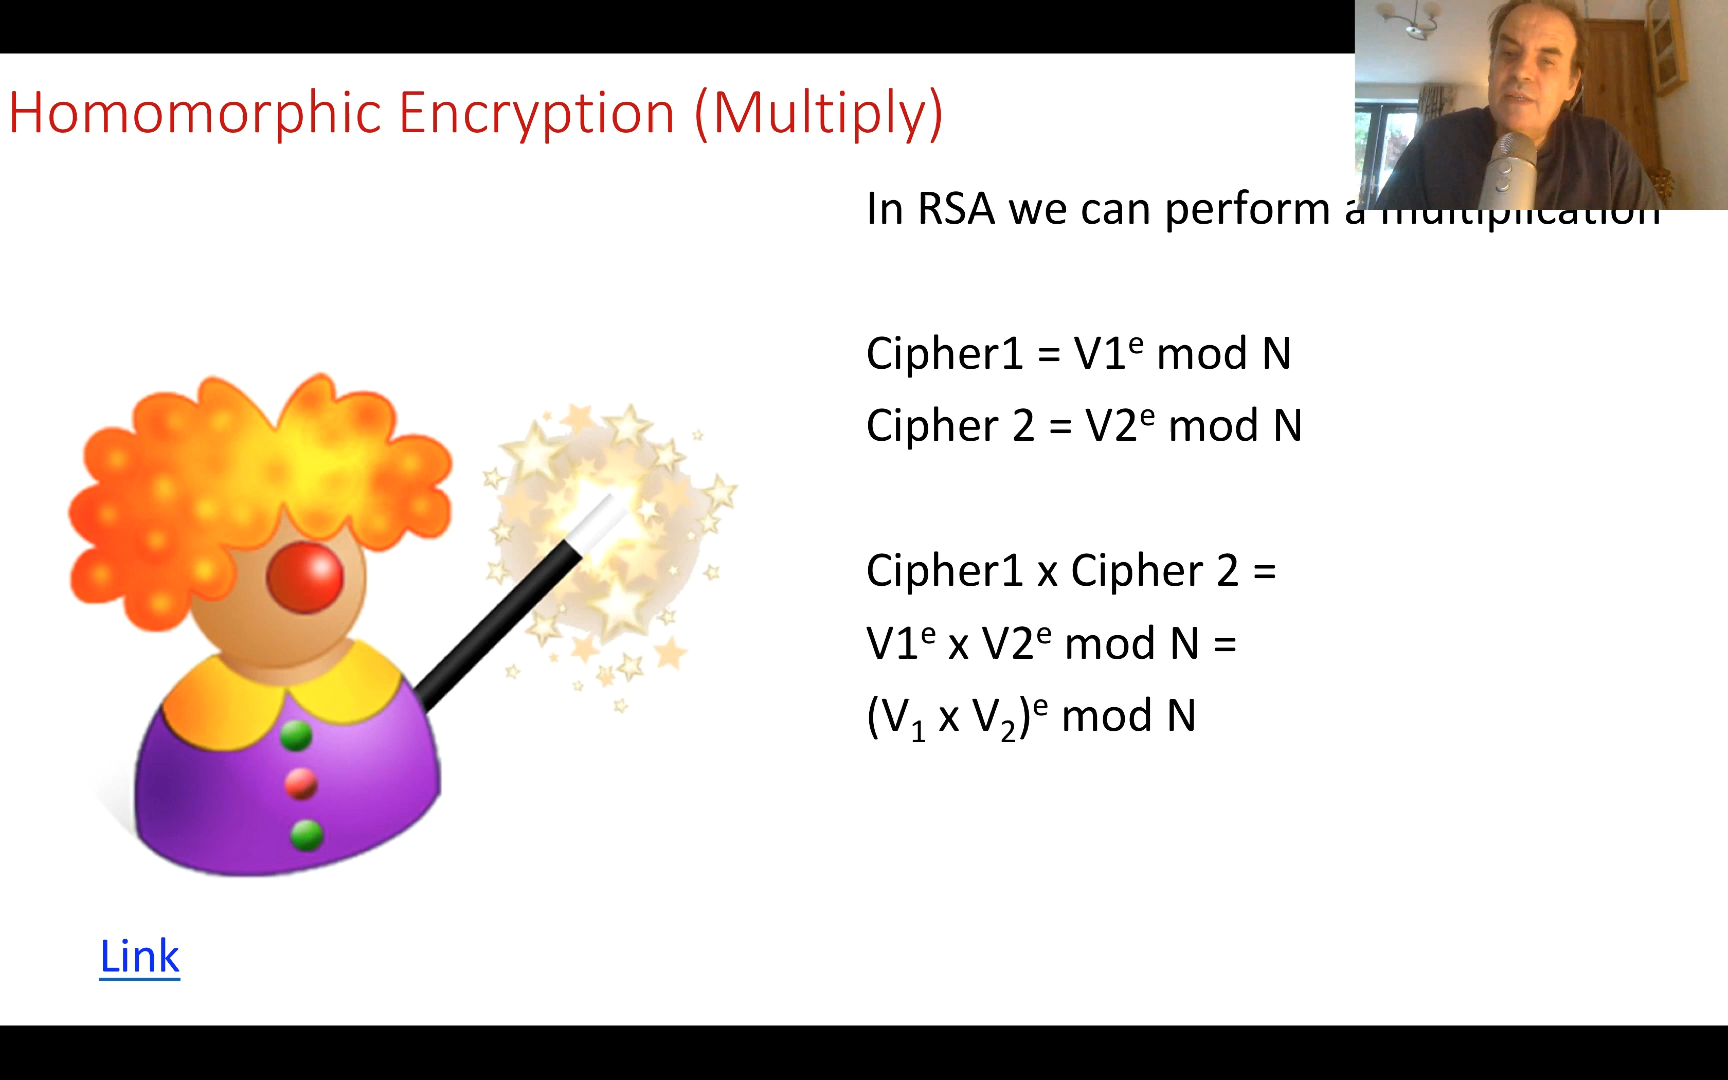 Homomorphic Encryption (Multiply)
In RSA we can perform a multiplication
Cipher1 = V1ᵉ mod N
Cipher 2 = V2ᵉ mod N
Cipher1 x Cipher 2 =
V1ᵉ x V2ᵉ mod N =
(V₁ x V₂)ᵉ mod N
Link